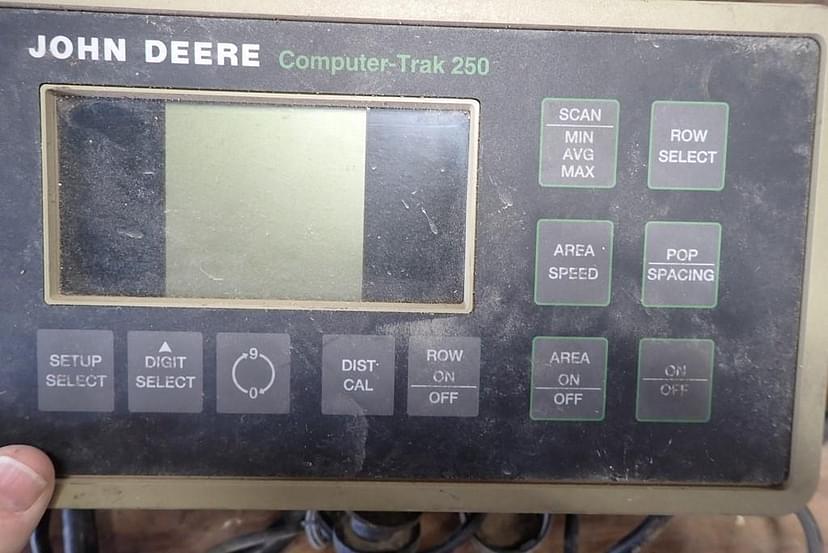 JOHN DEERE Computer-Trak 250
SCAN
MIN
AVG
MAX
ROW
SELECT
AREA
SPEED
POP
SPACING
SETUP
SELECT
DIGIT
SELECT
9
0
DIST
CAL
ROW
ON
OFF
AREA
ON
OFF
ON
OFF